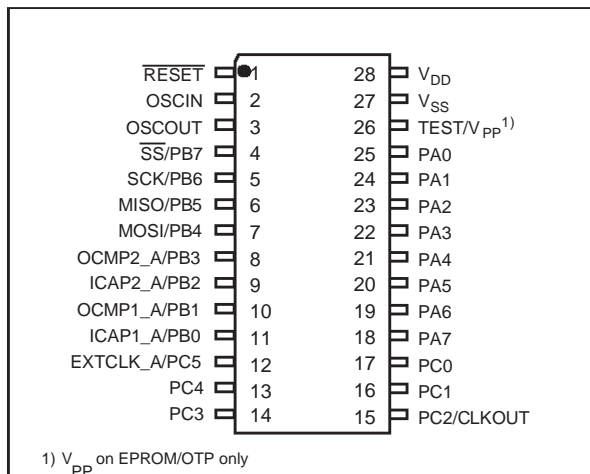 RESET 1 28 VDD
OSCIN 2 27 VSS
OSCOUT 3 26 TEST/VPP1)
SS/PB7 4 25 PA0
SCK/PB6 5 24 PA1
MISO/PB5 6 23 PA2
MOSI/PB4 7 22 PA3
OCMP2_A/PB3 8 21 PA4
ICAP2_A/PB2 9 20 PA5
OCMP1_A/PB1 10 19 PA6
ICAP1_A/PB0 11 18 PA7
EXTCLK_A/PC5 12 17 PC0
PC4 13 16 PC1
PC3 14 15 PC2/CLKOUT
1) VPP on EPROM/OTP only